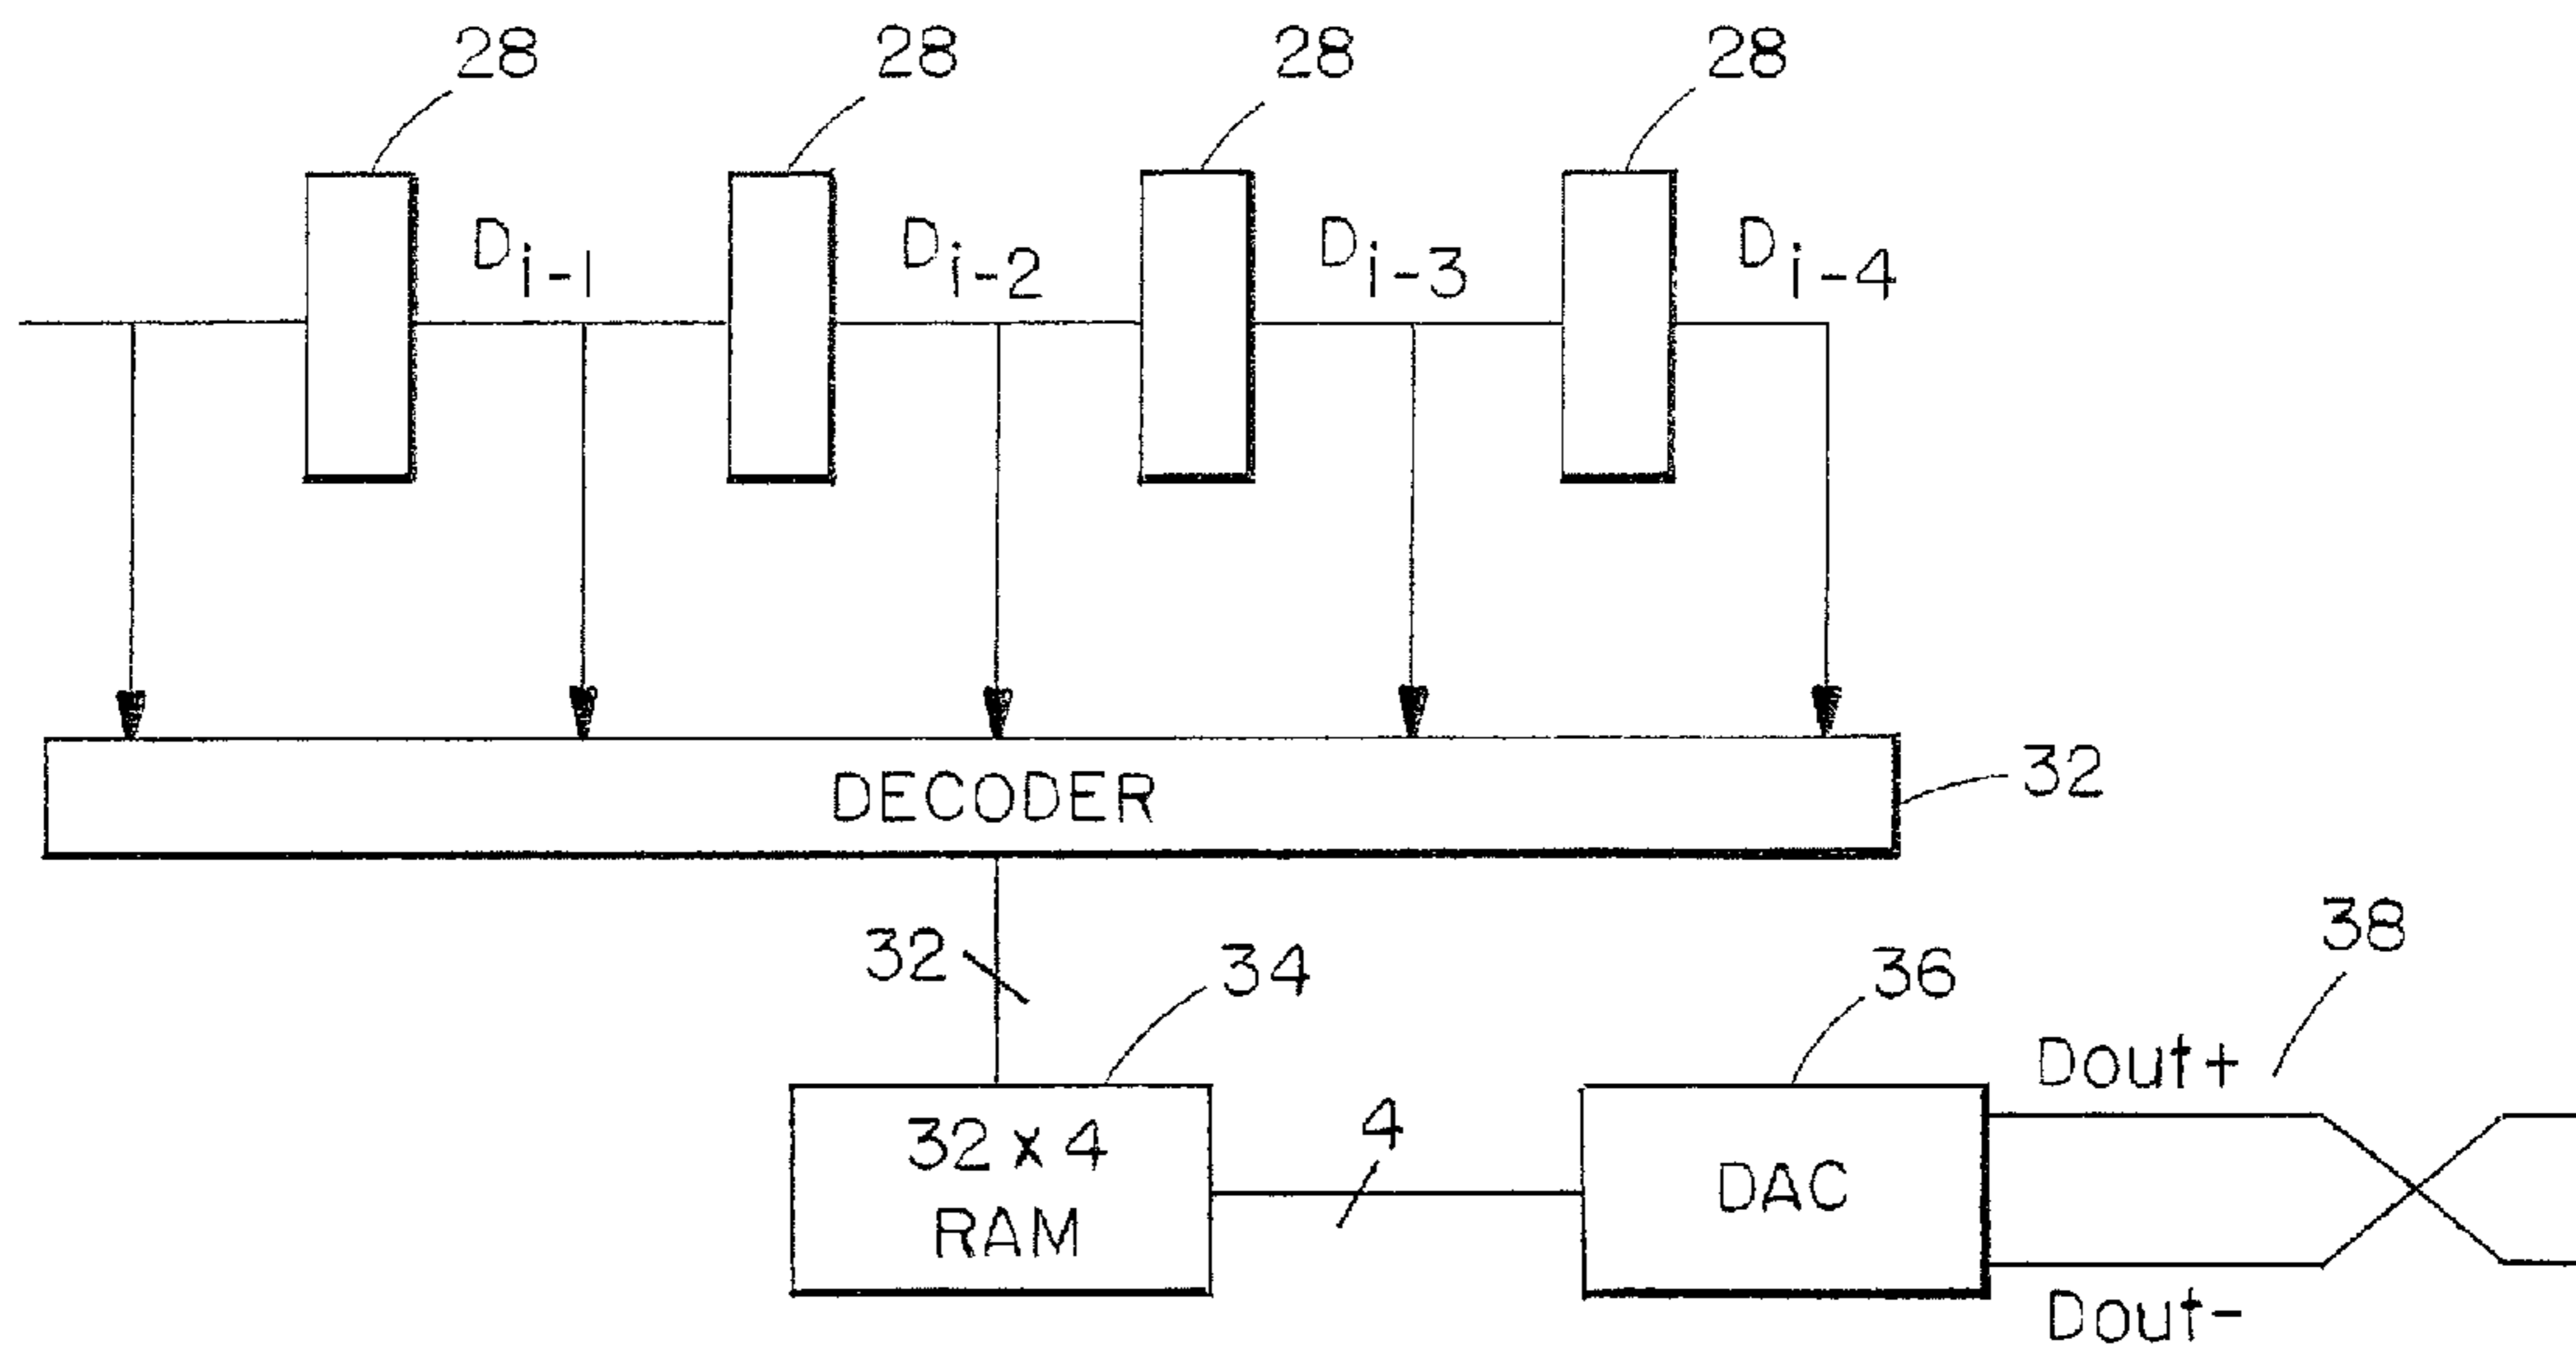 28 28 28 28
Di-1 Di-2 Di-3 Di-4
DECODER 32
32 34 36 38
Dout+
32 x 4 4 DAC
RAM
Dout-